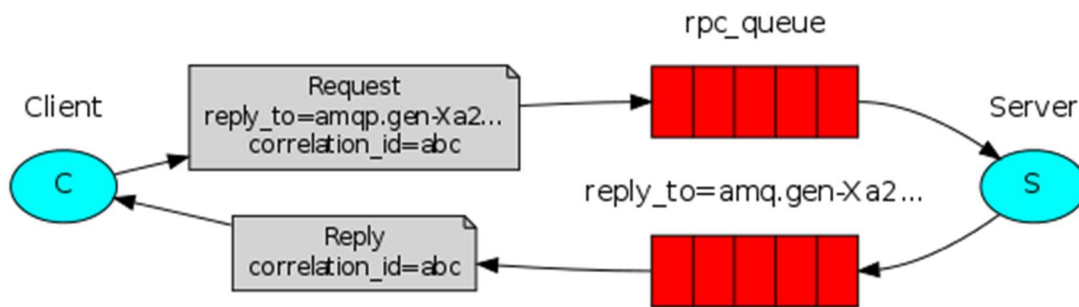 rpc_queue
Client
Request
reply_to=amqp.gen-Xa2...
correlation_id=abc
Server
C
S
reply_to=amq.gen-Xa2...
Reply
correlation_id=abc